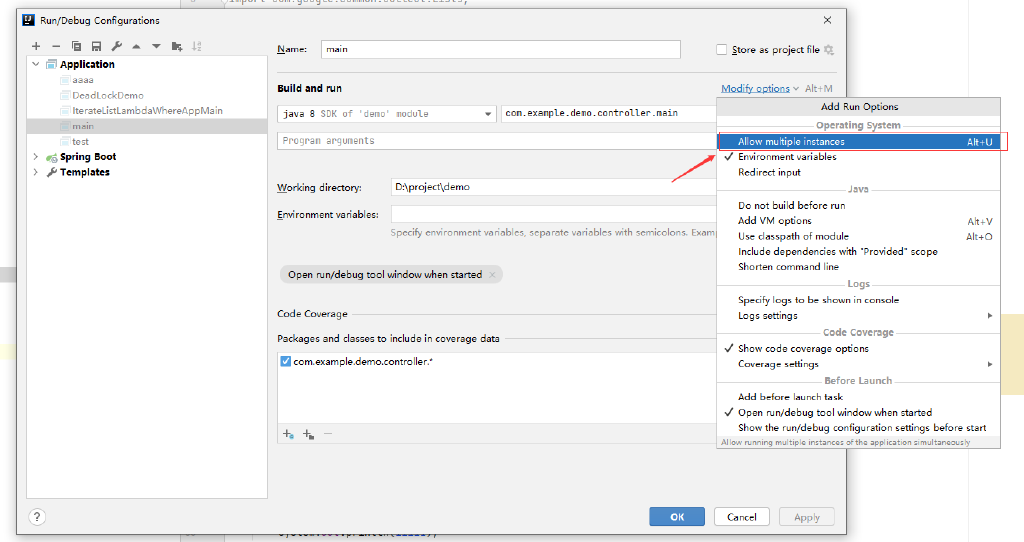 Run/Debug Configurations
Application
aaaa
DeadLockDemo
IterateListLambdaWhereAppMain
main
test
Spring Boot
Templates
Name:
main
Store as project file
Build and run
Modify options
Alt+M
java 8 SDK of 'demo' module
com.example.demo.controller.main
Program arguments
Working directory:
D:\project\demo
Environment variables:
Specify environment variables, separate variables with semicolons. Exam
Open run/debug tool window when started
Code Coverage
Packages and classes to include in coverage data
com.example.demo.controller.*
Add Run Options
Operating System
Allow multiple instances Alt+U
Environment variables
Redirect input
Java
Do not build before run
Add VM options Alt+V
Use classpath of module Alt+O
Include dependencies with "Provided" scope
Shorten command line
Logs
Specify logs to be shown in console
Logs settings
Code Coverage
Show code coverage options
Coverage settings
Before Launch
Add before launch task
Open run/debug tool window when started
Show the run/debug configuration settings before start
Allow running multiple instances of the application simultaneously
?
OK
Cancel
Apply